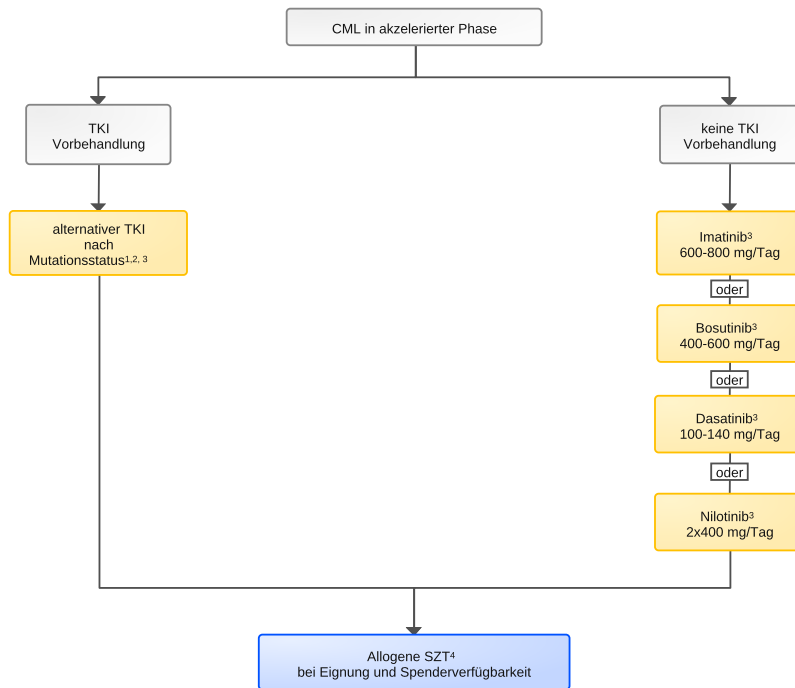 CML in akzelerierter Phase
TKI
Vorbehandlung
keine TKI
Vorbehandlung
alternativer TKI
nach
Mutationsstatus1,2, 3
Imatinib3
600-800 mg/Tag
oder
Bosutinib3
400-600 mg/Tag
oder
Dasatinib3
100-140 mg/Tag
oder
Nilotinib3
2x400 mg/Tag
Allogene SZT4
bei Eignung und Spenderverfügbarkeit